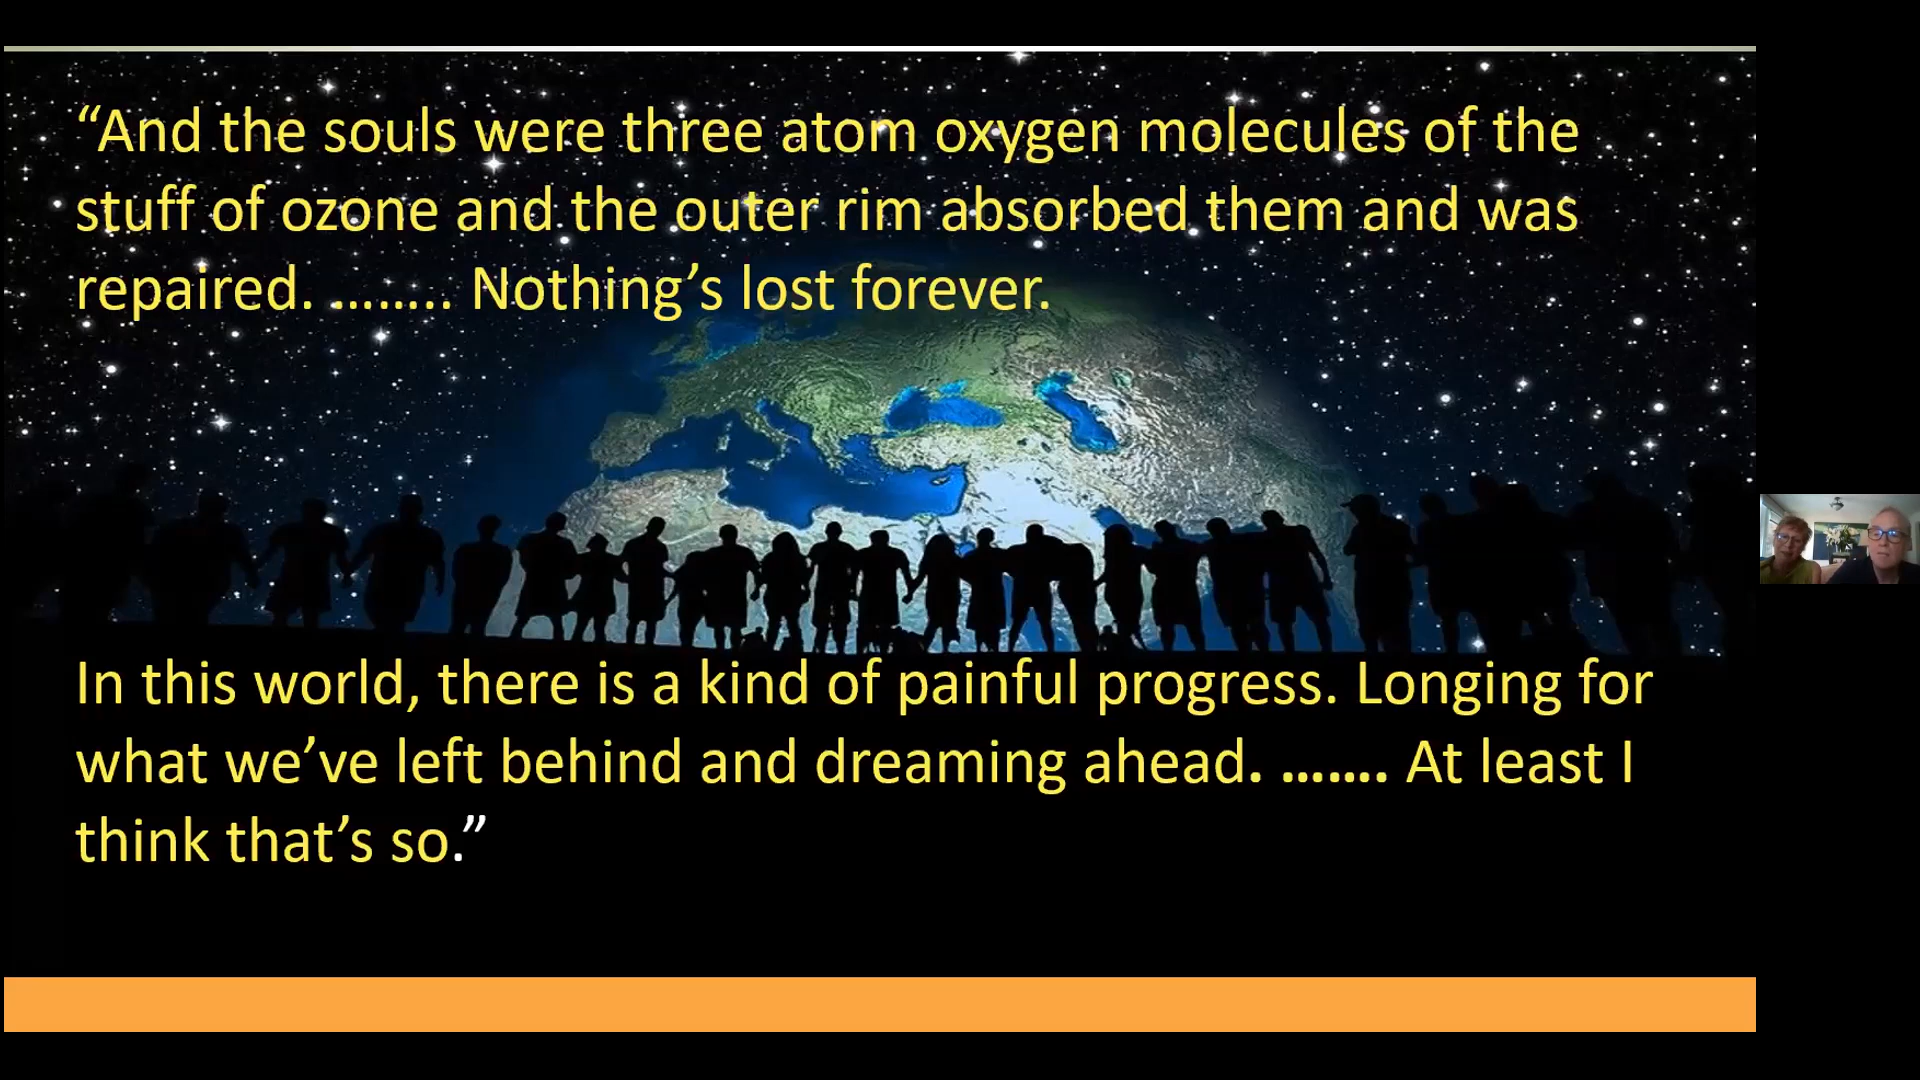 “And the souls were three atom oxygen molecules of the
stuff of ozone and the outer rim absorbed them and was
repaired. …….. Nothing’s lost forever.
In this world, there is a kind of painful progress. Longing for
what we’ve left behind and dreaming ahead. ……. At least I
think that’s so.”